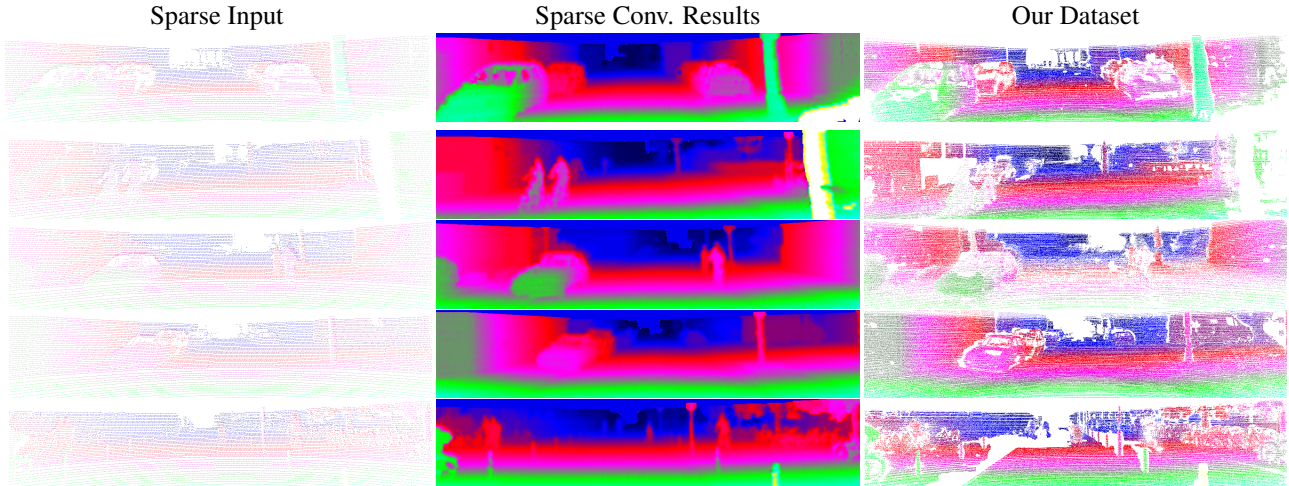 Sparse Input
Sparse Conv. Results
Our Dataset